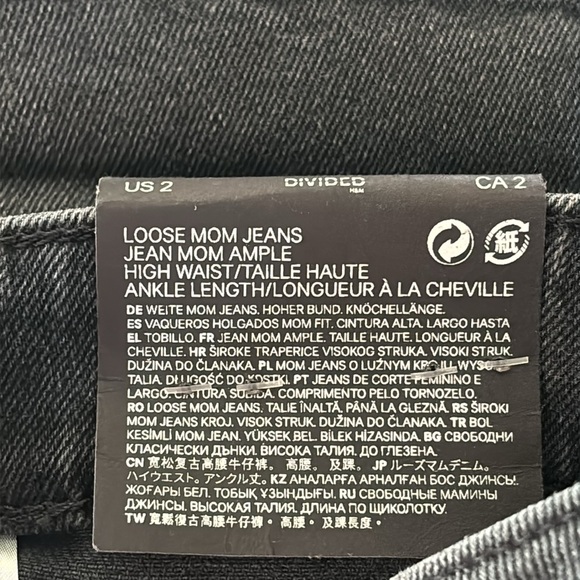 US 2 DIVIDED CA 2
H&M
LOOSE MOM JEANS
JEAN MOM AMPLE
HIGH WAIST/TAILLE HAUTE
ANKLE LENGTH/LONGUEUR À LA CHEVILLE
紙
DE WEITE MOM JEANS. HOHER BUND. KNÖCHELLÄNGE.
ES VAQUEROS HOLGADOS MOM FIT. CINTURA ALTA. LARGO HASTA
EL TOBILLO. FR JEAN MOM AMPLE. TAILLE HAUTE. LONGUEUR À LA
CHEVILLE. HR ŠIROKE TRAPERICE VISOKOG STRUKA. VISOKI STRUK.
DUŽINA DO ČLANAKA. PL MOM JEANS O LUŹNYM KROJU. WYSOKA
TALIA. DŁUGOŚĆ DO KOSTKI. PT JEANS DE CORTE FEMININO E
LARGO. CINTURA SUBIDA. COMPRIMENTO PELO TORNOZELO.
RO LOOSE MOM JEANS. TALIE ÎNALTĂ. PÂNĂ LA GLEZNĂ. RS ŠIROKI
MOM JEANS KROJ. VISOK STRUK. DUŽINA DO ČLANAKA. TR BOL
KESİMLİ MOM JEAN. YÜKSEK BEL. BİLEK HİZASINDA. BG СВОБОДНИ
КЛАСИЧЕСКИ ДЪНКИ. ВИСОКА ТАЛИЯ. ДО ГЛЕЗЕНА.
CN 宽松复古高腰牛仔裤。 高腰。 及踝。 JP ルーズマムデニム。
ハイウエスト。アンクル丈。 KZ АНАЛАРҒА АРНАЛҒАН БОС ДЖИНСЫ.
ЖОҒАРЫ БЕЛ. ТОБЫҚ ҰЗЫНДЫҒЫ. RU СВОБОДНЫЕ МАМИНЫ
ДЖИНСЫ. ВЫСОКАЯ ТАЛИЯ. ДЛИНА ПО ЩИКОЛОТКУ.
TW 寬鬆復古高腰牛仔褲。 高腰。 及踝長度。